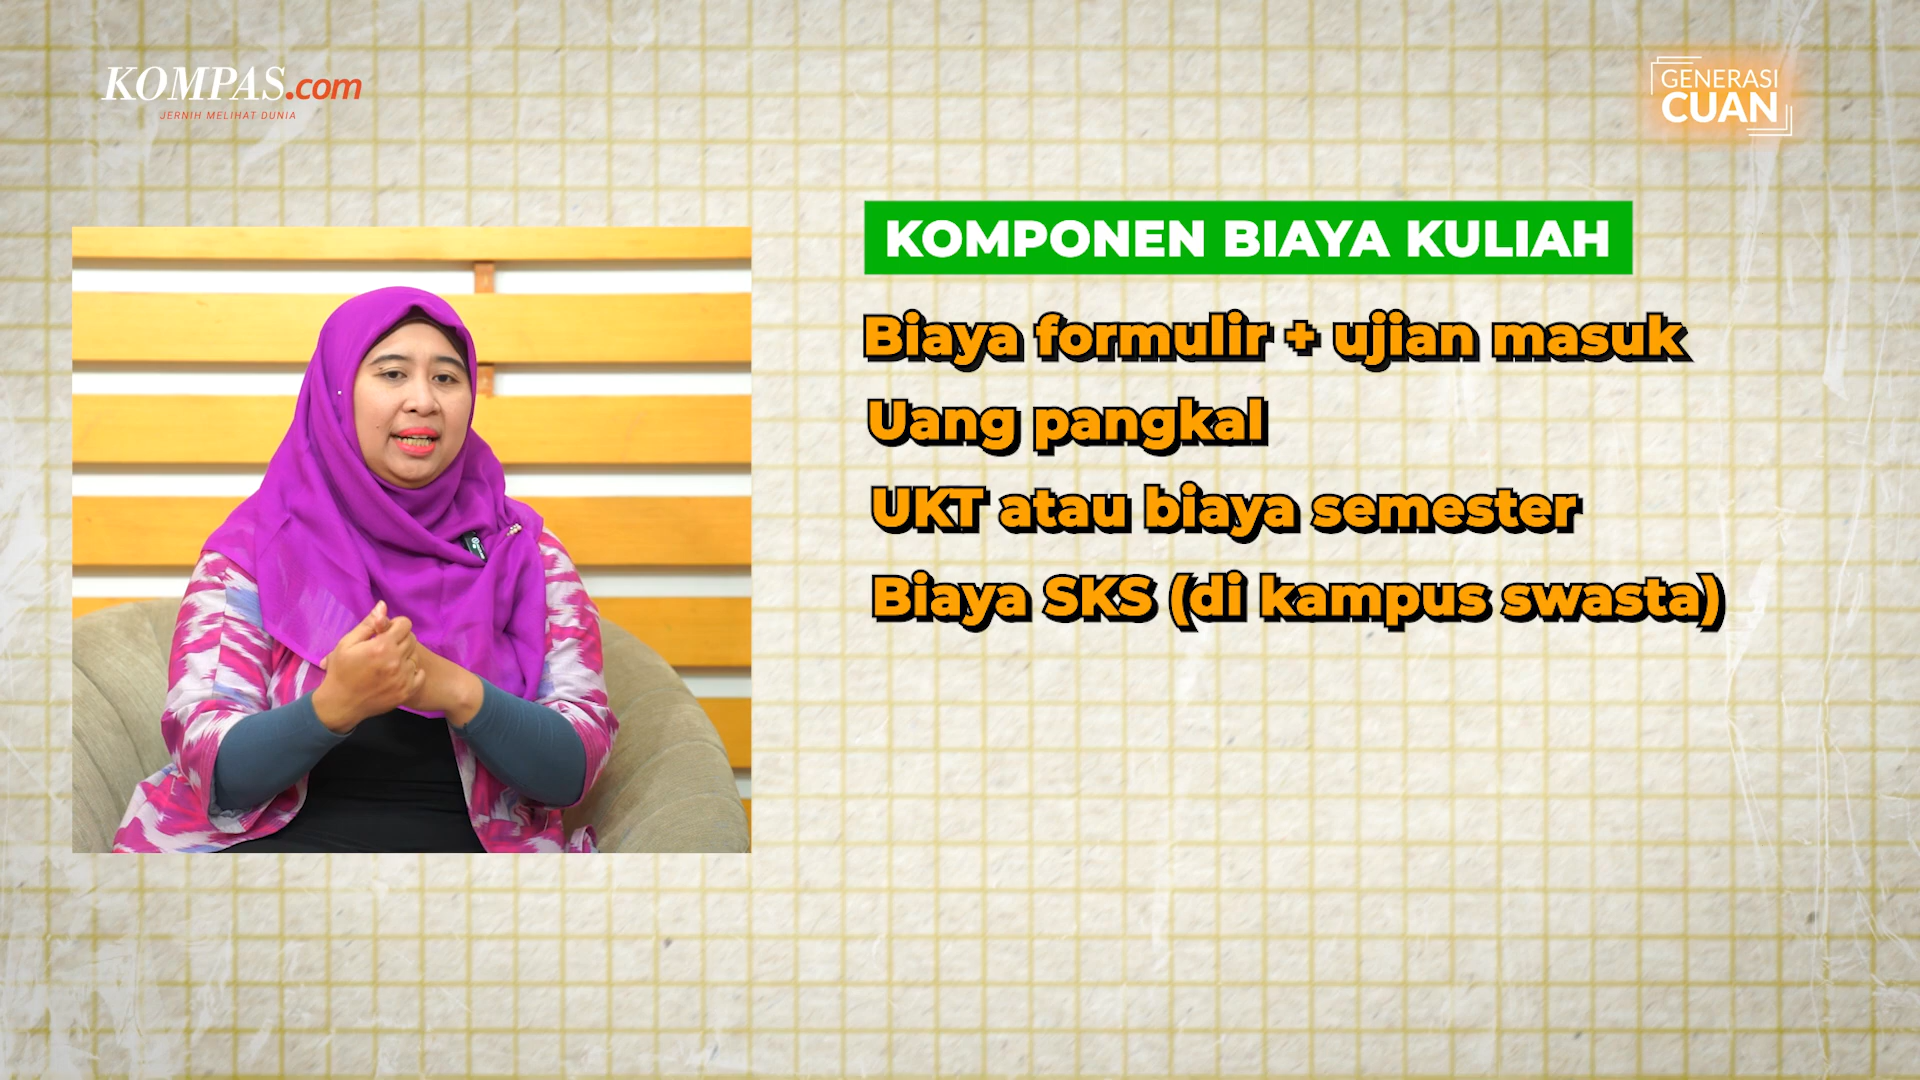 KOMPAS.com
JERNIH MELIHAT DUNIA
GENERASI
CUAN
KOMPONEN BIAYA KULIAH
Biaya formulir + ujian masuk
Uang pangkal
UKT atau biaya semester
Biaya SKS (di kampus swasta)